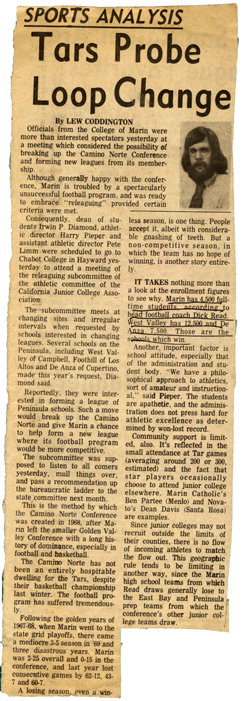 SPORTS ANALYSIS
Tars Probe
Loop Change
By LEW CODDINGTON
Officials from the College of Marin were
more than interested spectators yesterday at
a meeting which considered the possibility of
breaking up the Camino Norte Conference
and forming new leagues from its member-
ship.
Although generally happy with the confer-
ence, Marin is troubled by a spectacularly
unsuccessful football program, and was ready
to embrace "releaguing" provided certain
criteria were met.
Consequently, dean of stu-
dents Irwin P. Diamond, athlet-
ic director Harry Pieper and
assistant athletic director Pete
Limm were scheduled to go to
Chabot College in Hayward yes-
terday to attend a meeting of
the releaguing subcommittee of
the athletic committee of the
California Junior College Asso-
ciation.
The subcommittee meets at
changing sites and irregular
intervals when requested by
schools interested in changing
leagues. Several schools on the
Peninsula, including West Val-
ley of Campbell, Foothill of Los
Altos and De Anza of Cupertino,
made this year's request, Dia-
mond said.
Reportedly, they were inter-
ested in forming a league of
Peninsula schools. Such a move
would break up the Camino
Norte and give Marin a chance
to help form a new league
where its football program
would be more competitive.
The subcommittee was sup-
posed to listen to all comers
yesterday, mull things over,
and pass a recommendation up
the bureaucratic ladder to the
state committee next month.
This is the method by which
the Camino Norte Conference
was created in 1968, after Ma-
rin left the smaller Golden Val-
ley Conference with a long his-
tory of dominance, especially in
football and basketball.
The Camino Norte has not
been an entirely hospitable
dwelling for the Tars, despite
their basketball championship
last winter. The football pro-
gram has suffered tremendous-
ly.
Following the golden years of
1967-68, when Marin went to the
state grid playoffs, there came
a mediocre 3-5 season in '69 and
three disastrous years. Marin
was 2-25 overall and 0-15 in the
conference, and last year lost
consecutive games by 62-12, 43-
7 and 66-7.
A losing season, even a win-
less season, is one thing. People
accept it, albeit with considera-
ble gnashing of teeth. But a
non-competitive season, in
which the team has no hope of
winning, is another story entire-
ly.
IT TAKES nothing more than
a look at the enrollment figures
to see why. Marin has 4,500 full-
time students, according to
head football coach Dick Read.
West Valley has 12,500 and De
Anza 7,500. Those are the
schools which win.
Another, important factor is
school attitude, especially that
of the administration and stu-
dent body. "We have a philo-
sophical approach to athletics,
sort of amateur and instruction-
al," said Pieper. The students
are apathetic, and the admini-
stration does not press hard for
athletic excellence as deter-
mined by won-lost record.
Community support is limit-
ed, also. It's reflected in the
small attendance at Tar games
(averaging around 200 or 300,
estimated) and the fact that
star players occasionally
choose to attend junior college
elsewhere. Marin Catholic's
Ben Partee (Menlo) and Nova-
to's Dean Davis (Santa Rosa)
are examples.
Since junior colleges may not
recruit outside the limits of
their counties, there is no flow
of incoming athletes to match
the flow out. This geographic
rule tends to be limiting in
another way, since the Marin
high school teams from which
Read draws generally lose to
the East Bay and Peninsula
prep teams from which the
conference's other junior col-
lege teams draw.